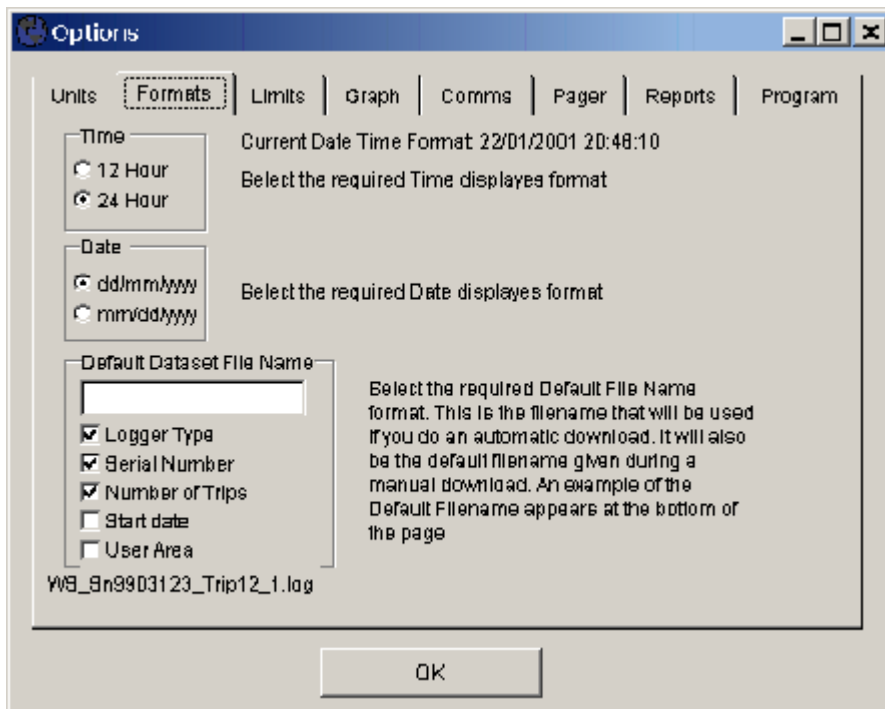 Options
Units Formats Limits Graph Comms Pager Reports Program
Time
12 Hour
24 Hour
Current Date Time Format: 22/01/2001 20:48:10
Select the required Time displayes format
Date
dd/mm/yyyy
mm/dd/yyyy
Select the required Date displayes format
Default Dataset File Name
Logger Type
Serial Number
Number of Trips
Start date
User Area
Select the required Default File Name
format. This is the filename that will be used
if you do an automatic download. It will also
be the default filename given during a
manual download. An example of the
Default Filename appears at the bottom of
the page
WS_Sn9903123_Trip12_1.log
OK